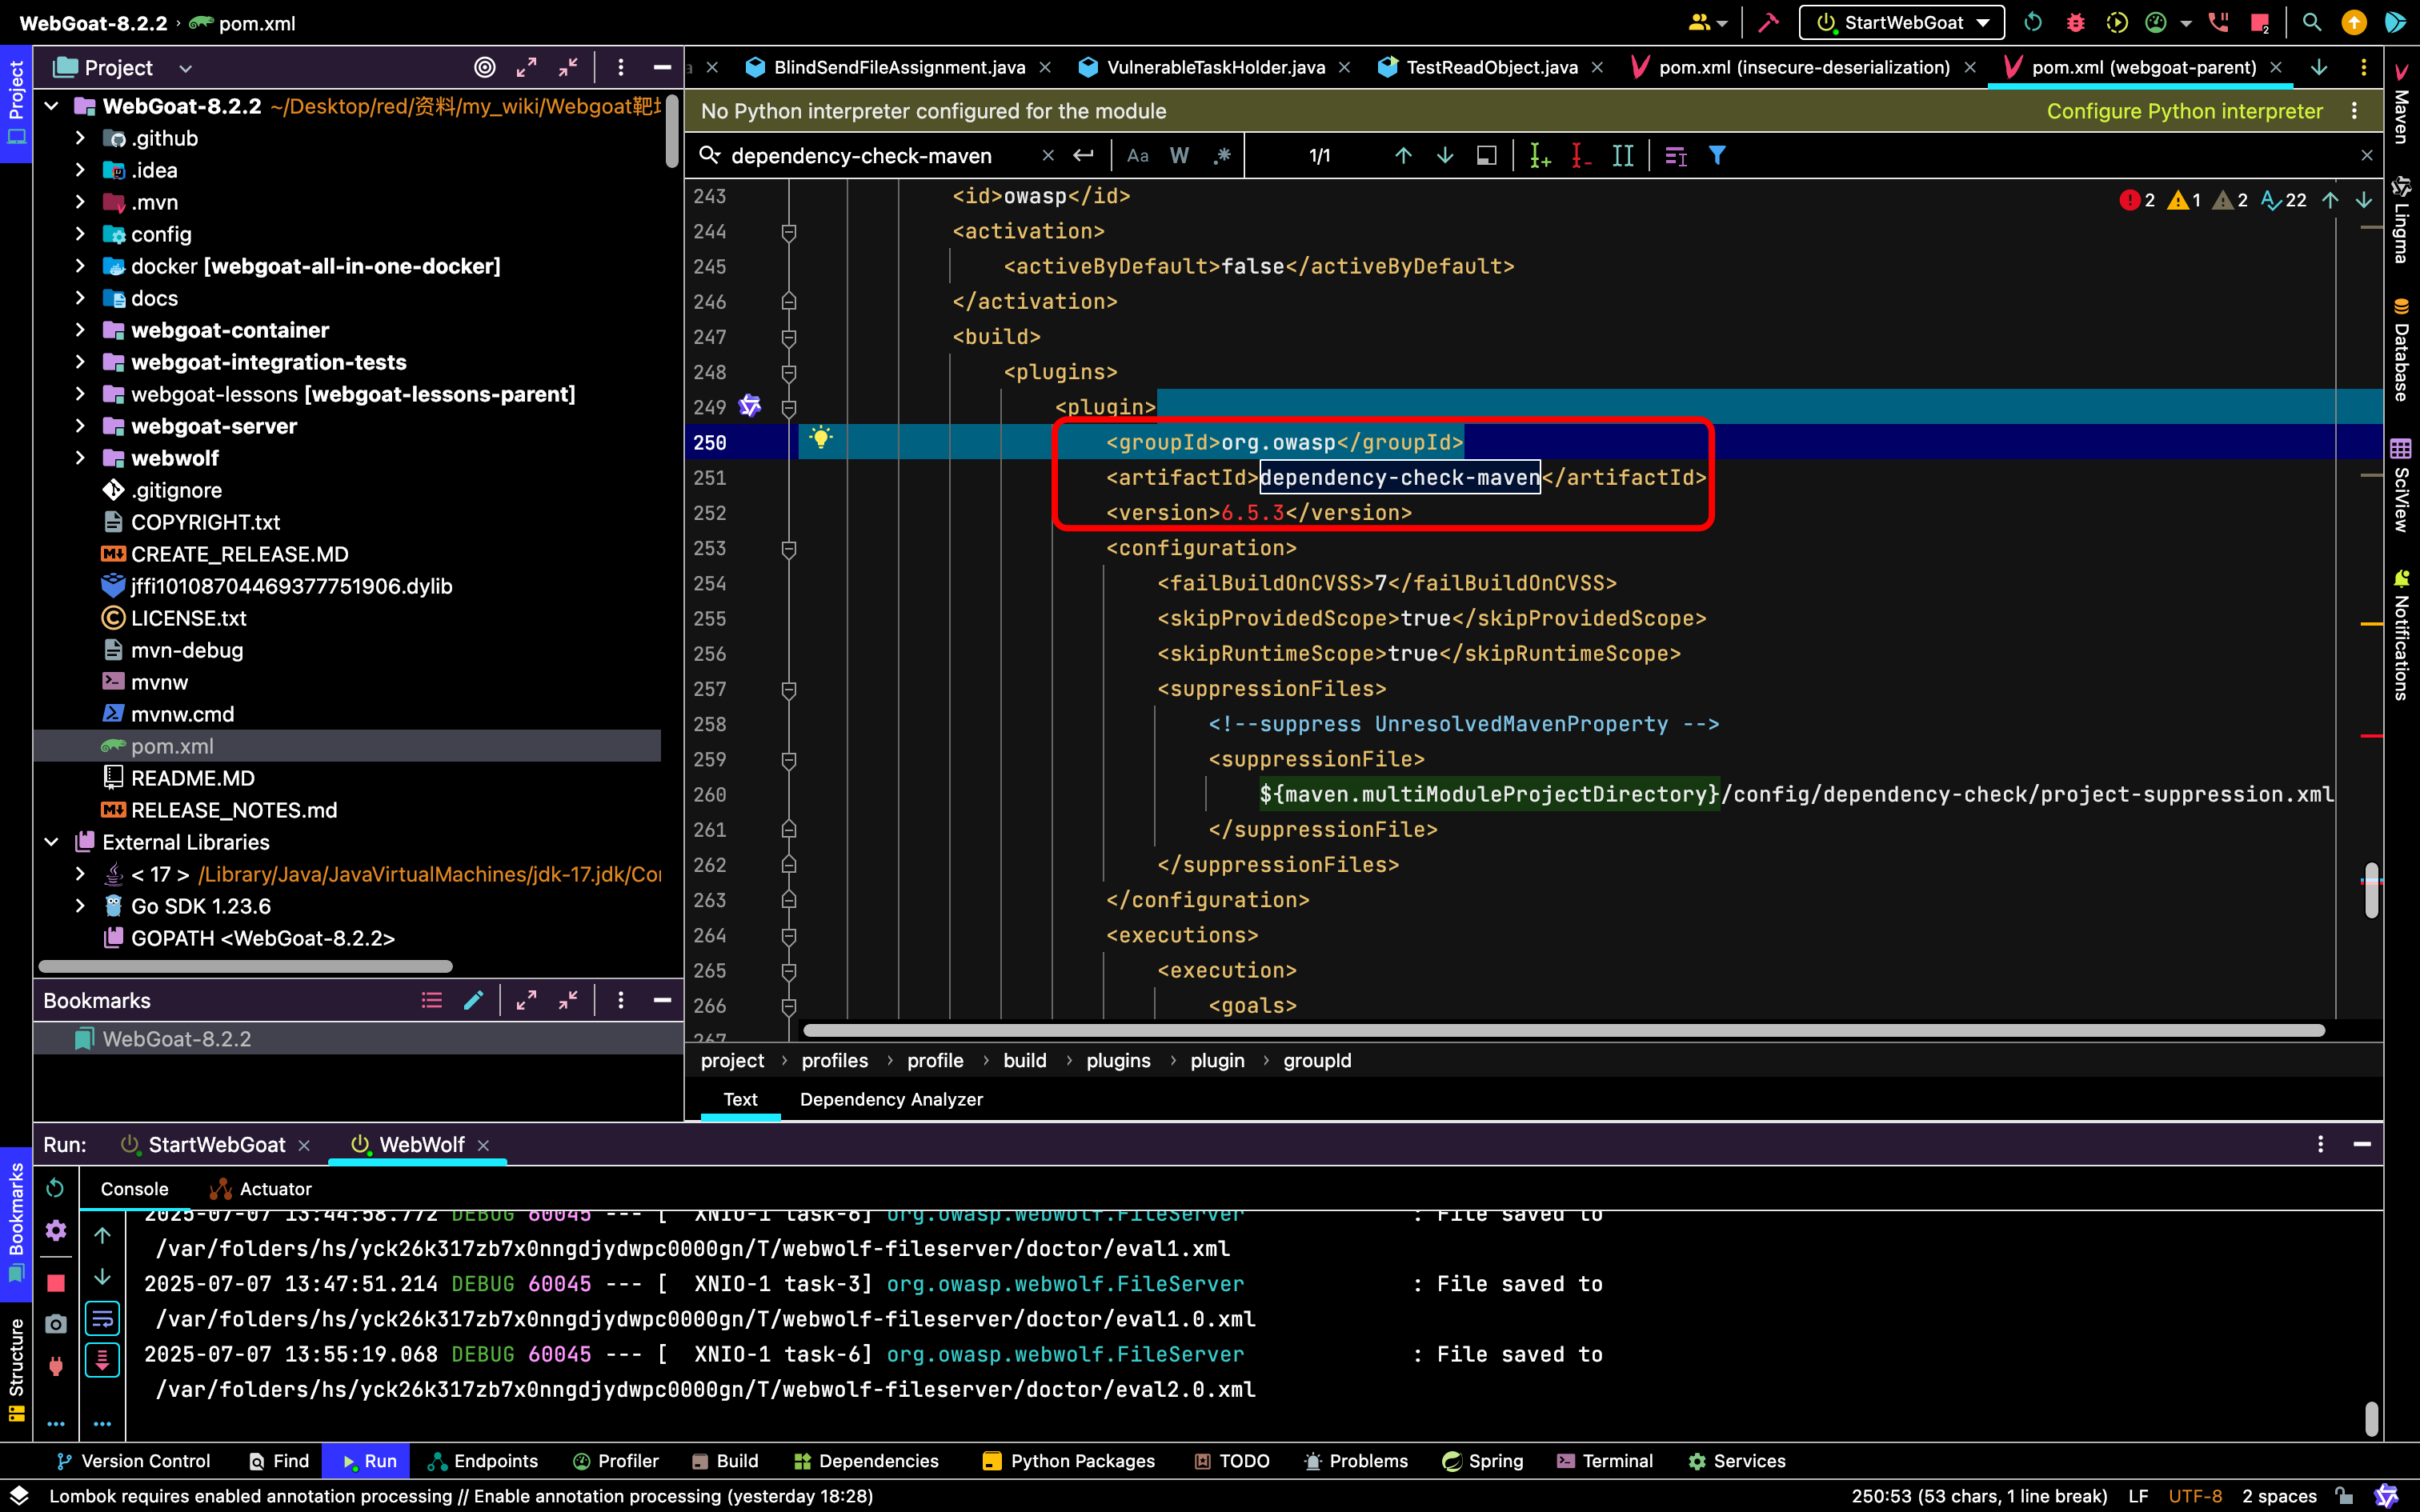 WebGoat-8.2.2 › pom.xml
StartWebGoat
Project
BlindSendFileAssignment.java
VulnerableTaskHolder.java
TestReadObject.java
pom.xml (insecure-deserialization)
pom.xml (webgoat-parent)
Project
WebGoat-8.2.2 ~/Desktop/red/资料/my_wiki/Webgoat靶
.github
.idea
.mvn
config
docker [webgoat-all-in-one-docker]
docs
webgoat-container
webgoat-integration-tests
webgoat-lessons [webgoat-lessons-parent]
webgoat-server
webwolf
.gitignore
COPYRIGHT.txt
CREATE_RELEASE.MD
jffi10108704469377751906.dylib
LICENSE.txt
mvn-debug
mvnw
mvnw.cmd
pom.xml
README.MD
RELEASE_NOTES.md
External Libraries
< 17 > /Library/Java/JavaVirtualMachines/jdk-17.jdk/Co
Go SDK 1.23.6
GOPATH <WebGoat-8.2.2>
Bookmarks
WebGoat-8.2.2
No Python interpreter configured for the module
Configure Python interpreter
dependency-check-maven
Aa W .* 1/1
2 1 2 22
243 <id>owasp</id>
244 <activation>
245 <activeByDefault>false</activeByDefault>
246 </activation>
247 <build>
248 <plugins>
249 <plugin>
250 <groupId>org.owasp</groupId>
251 <artifactId>dependency-check-maven</artifactId>
252 <version>6.5.3</version>
253 <configuration>
254 <failBuildOnCVSS>7</failBuildOnCVSS>
255 <skipProvidedScope>true</skipProvidedScope>
256 <skipRuntimeScope>true</skipRuntimeScope>
257 <suppressionFiles>
258 <!--suppress UnresolvedMavenProperty -->
259 <suppressionFile>
260 ${maven.multiModuleProjectDirectory}/config/dependency-check/project-suppression.xml
261 </suppressionFile>
262 </suppressionFiles>
263 </configuration>
264 <executions>
265 <execution>
266 <goals>
267
project › profiles › profile › build › plugins › plugin › groupId
Text
Dependency Analyzer
Maven
Lingma
Database
SciView
Notifications
Run:
StartWebGoat
WebWolf
Bookmarks
Structure
Console
Actuator
2025-07-07 13:44:58.772 DEBUG 60045 --- [  XNIO-1 task-6] org.owasp.webwolf.FileServer : File saved to
/var/folders/hs/yck26k317zb7x0nngdjydwpc0000gn/T/webwolf-fileserver/doctor/eval1.xml
2025-07-07 13:47:51.214 DEBUG 60045 --- [  XNIO-1 task-3] org.owasp.webwolf.FileServer : File saved to
/var/folders/hs/yck26k317zb7x0nngdjydwpc0000gn/T/webwolf-fileserver/doctor/eval1.0.xml
2025-07-07 13:55:19.068 DEBUG 60045 --- [  XNIO-1 task-6] org.owasp.webwolf.FileServer : File saved to
/var/folders/hs/yck26k317zb7x0nngdjydwpc0000gn/T/webwolf-fileserver/doctor/eval2.0.xml
Version Control
Find
Run
Endpoints
Profiler
Build
Dependencies
Python Packages
TODO
Problems
Spring
Terminal
Services
Lombok requires enabled annotation processing // Enable annotation processing (yesterday 18:28)
250:53 (53 chars, 1 line break)
LF
UTF-8
2 spaces